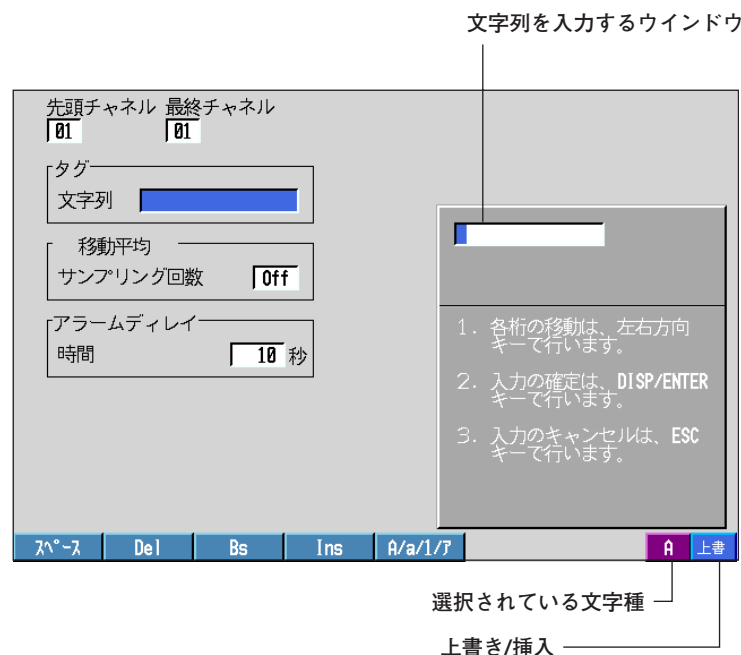 文字列を入力するウインドウ
先頭チャネル 最終チャネル
01 01
タグ
文字列
移動平均
サンプリング回数 Off
アラームディレイ
時間 10 秒
1. 各桁の移動は、左右方向
キーで行います。
2. 入力の確定は、DISP/ENTER
キーで行います。
3. 入力のキャンセルは、ESC
キーで行います。
ｽﾍﾟｰｽ Del Bs Ins A/a/1/ｱ A 上書
選択されている文字種
上書き/挿入